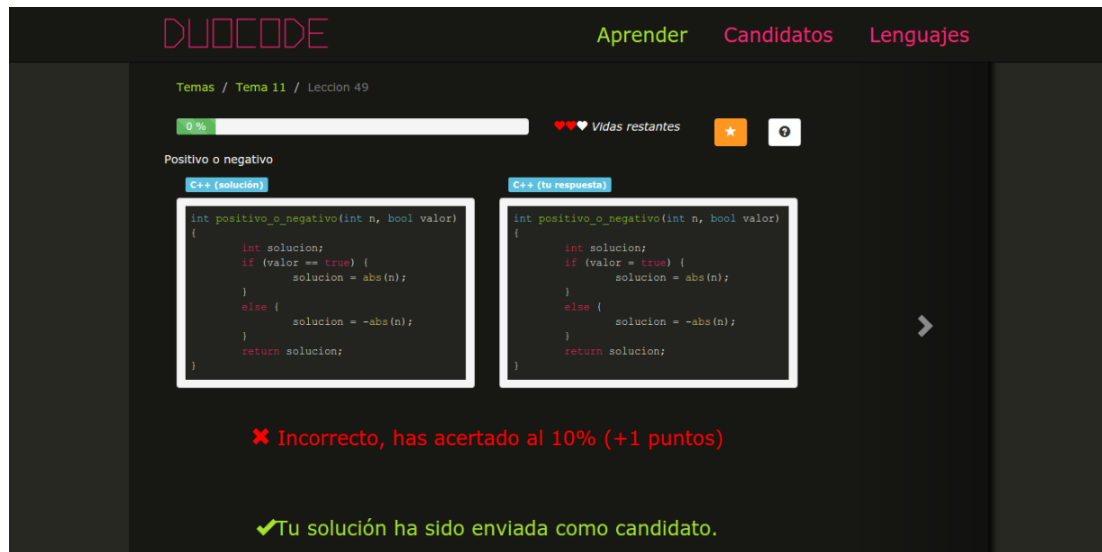 DUOCODE
Aprender Candidatos Lenguajes
Temas / Tema 11 / Leccion 49
0 %
Vidas restantes
Positivo o negativo
C++ (solución)
int positivo_o_negativo(int n, bool valor)
{
int solucion;
if (valor == true) {
solucion = abs(n);
}
else {
solucion = -abs(n);
}
return solucion;
}
C++ (tu respuesta)
int positivo_o_negativo(int n, bool valor)
{
int solucion;
if (valor = true) {
solucion = abs(n);
}
else {
solucion = -abs(n);
}
return solucion;
}
Incorrecto, has acertado al 10% (+1 puntos)
Tu solución ha sido enviada como candidato.